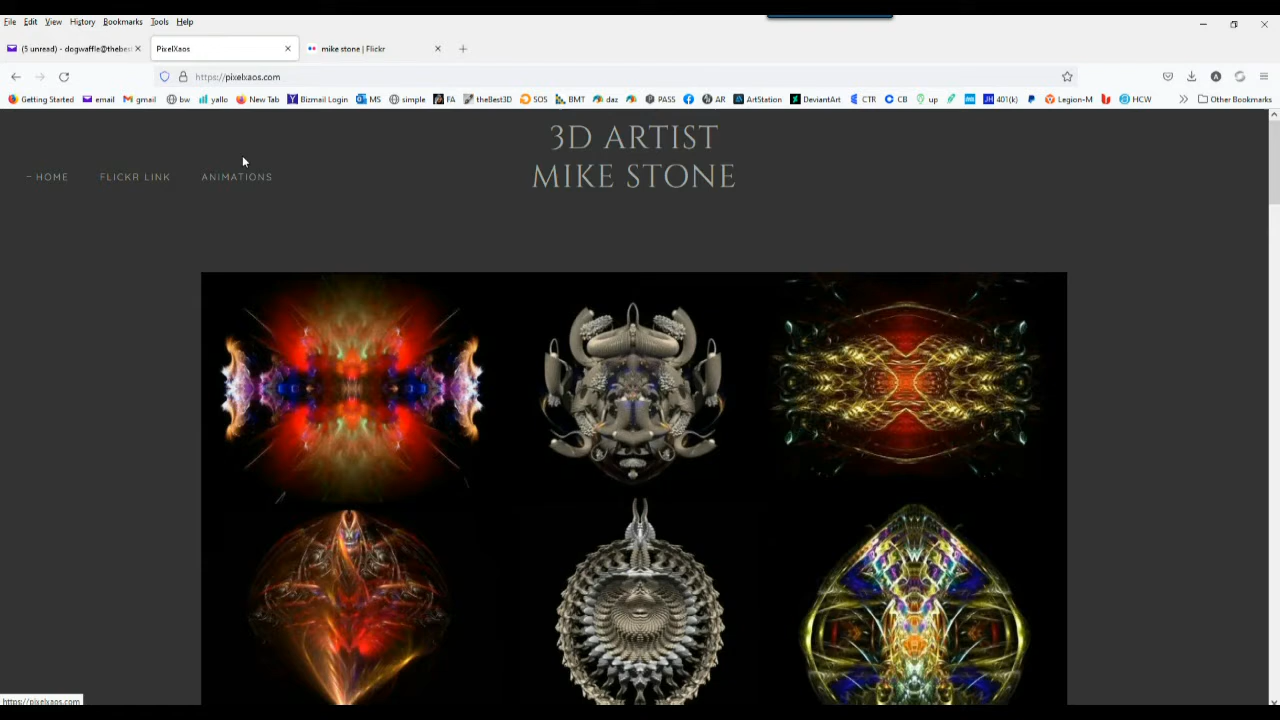 File Edit View History Bookmarks Tools Help
(5 unread) - dogwaffle@thebes
PixelXaos
mike stone | Flickr
https://pixelxaos.com
Getting Started email gmail bw yallo New Tab Bizmail Login MS simple FA theBest3D SOS BMT daz PASS AR ArtStation DeviantArt CTR CB up 401(k) Legion-M HCW Other Bookmarks
3D ARTIST
MIKE STONE
– HOME FLICKR LINK ANIMATIONS
https://pixelxaos.com